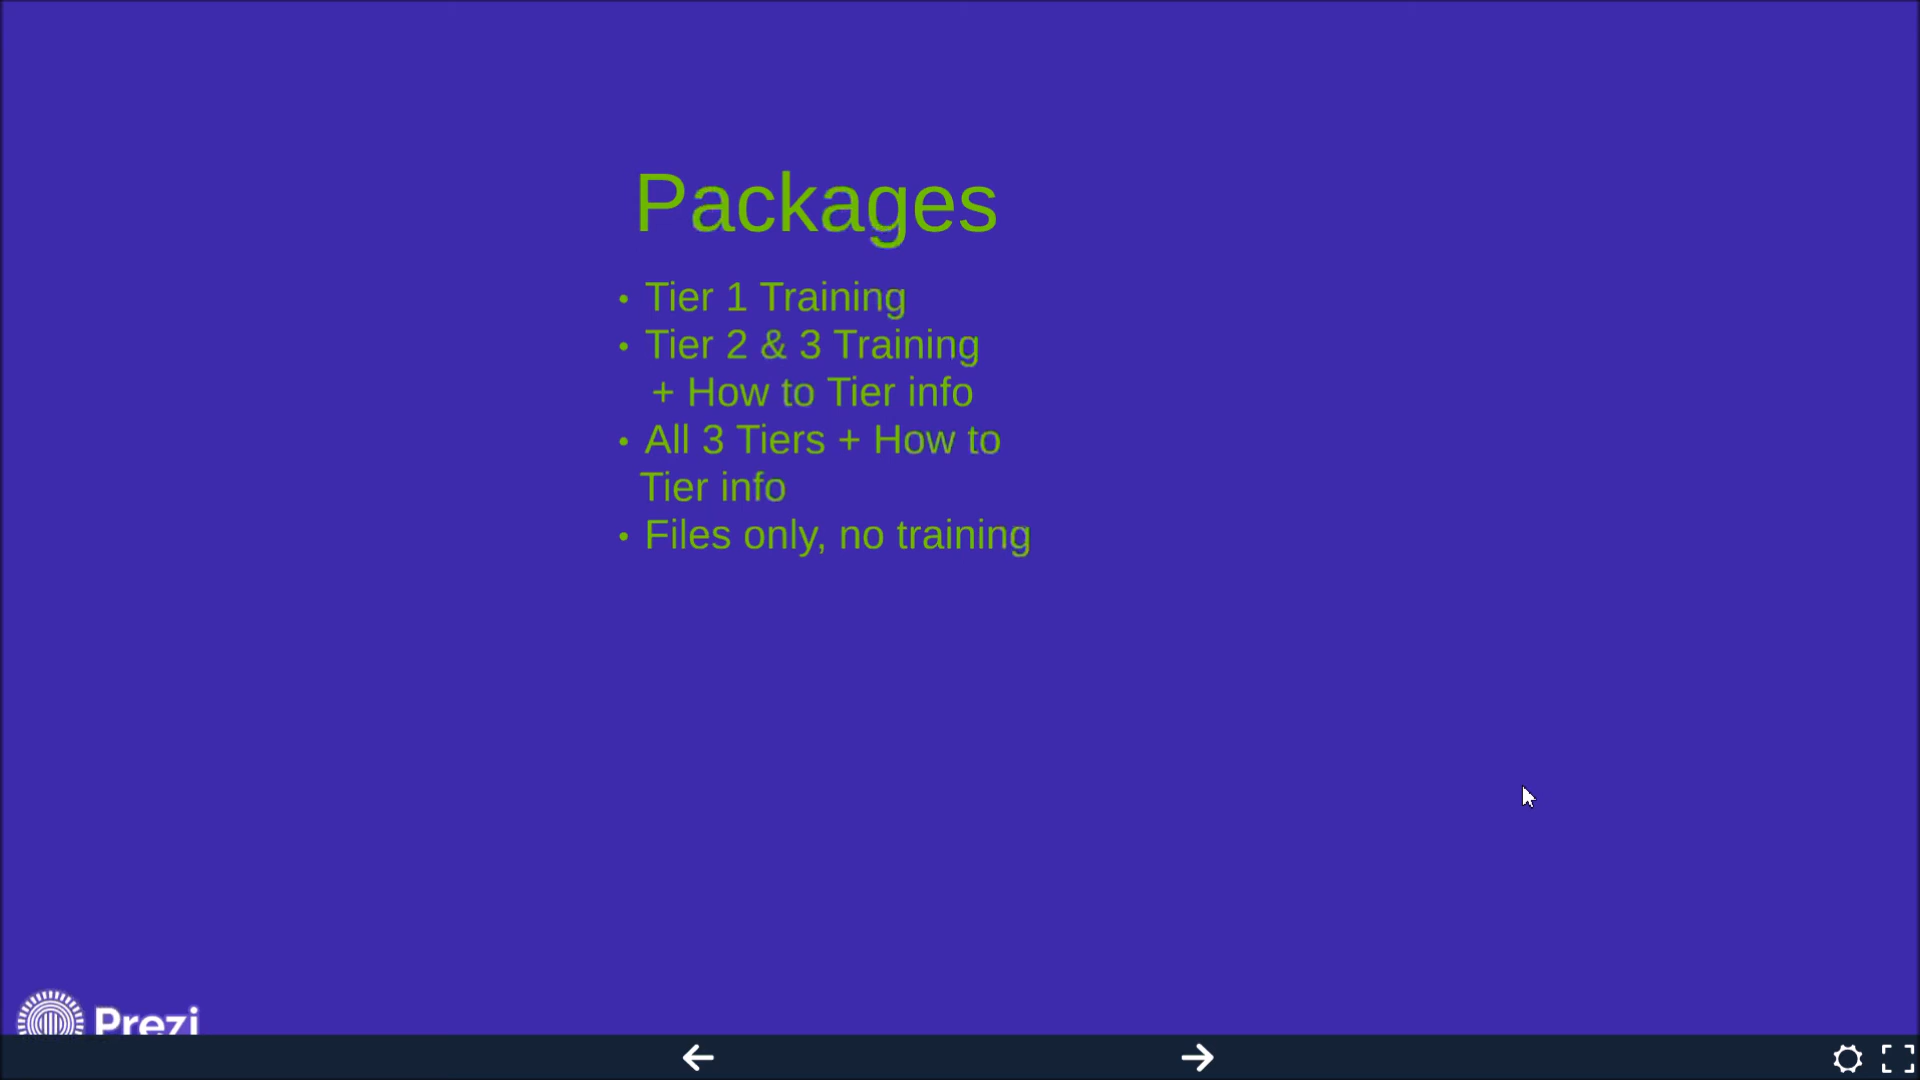 Packages
• Tier 1 Training
• Tier 2 & 3 Training
+ How to Tier info
• All 3 Tiers + How to
Tier info
• Files only, no training
Prezi